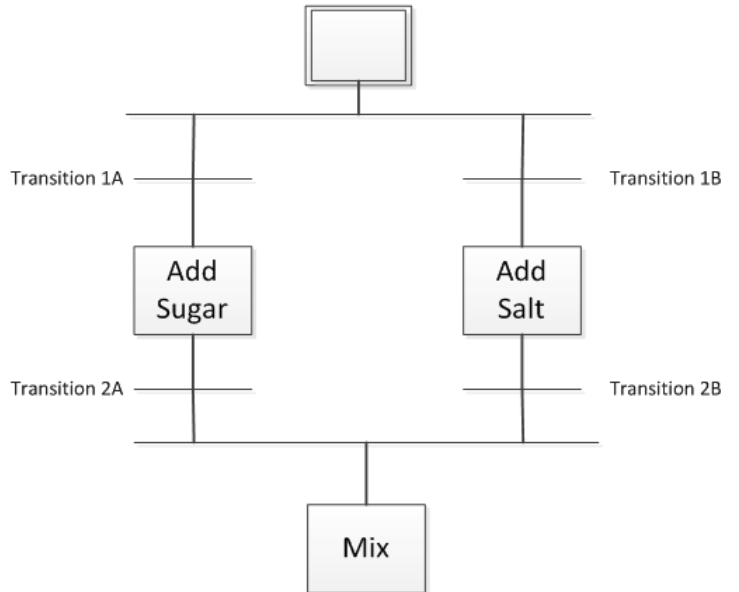 Transition 1A
Transition 1B
Add
Sugar
Add
Salt
Transition 2A
Transition 2B
Mix